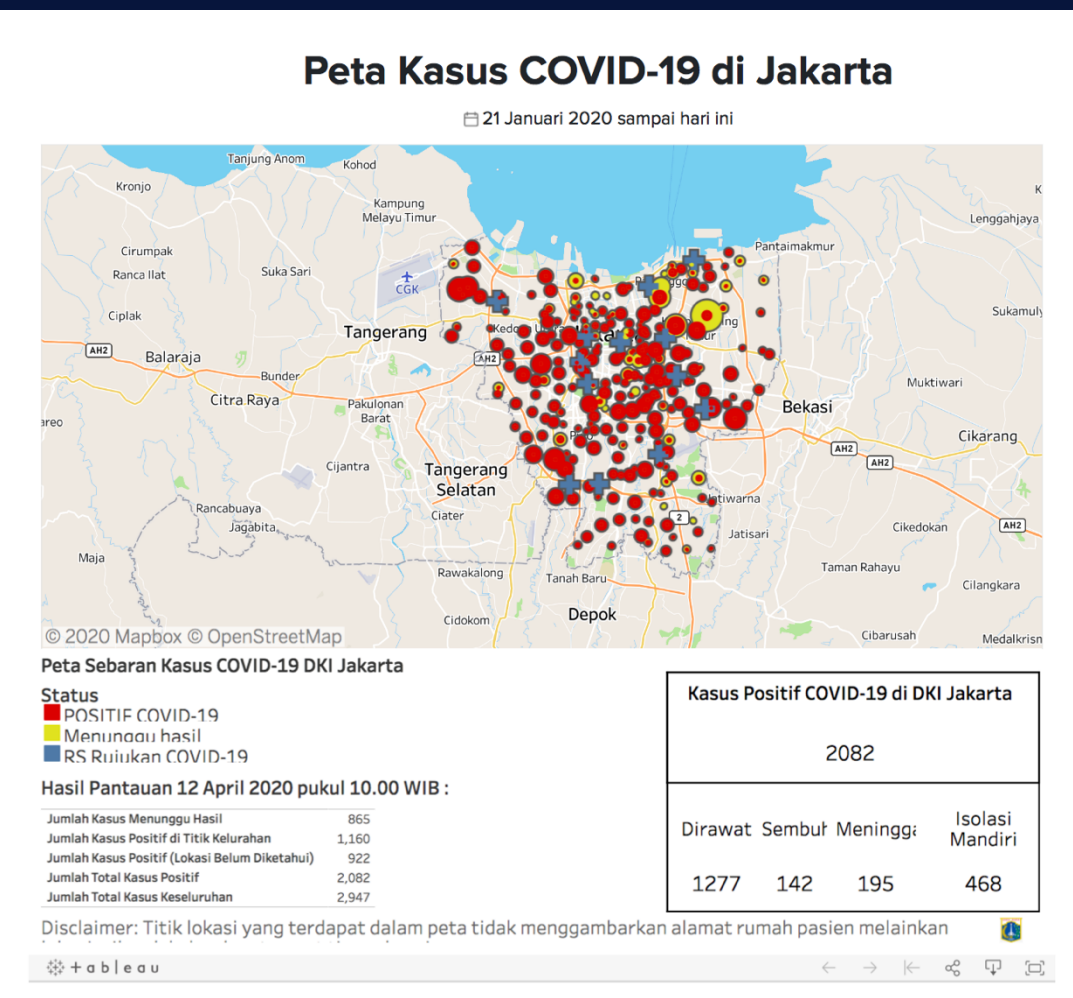 Peta Kasus COVID-19 di Jakarta
21 Januari 2020 sampai hari ini
Tanjung Anom
Kohod
Kronjo
Kampung
Melayu Timur
Lenggahjaya
Pantaimakmur
Cirumpak
Ranca Ilat
Suka Sari
CGK
Ciplak
Sukamuly
Tangerang
AH2
Balaraja
AH2
Bunder
Muktiwari
Citra Raya
Pakulonan
Barat
Bekasi
Cikarang
AH2
AH2
Cijantra
Tangerang
Selatan
Jatiwarna
Rancabuaya
Ciater
2
Jagabita
Jatisari
Cikedokan
AH2
Maja
Taman Rahayu
Rawakalong
Tanah Baru
Cilangkara
Cidokom
Depok
Cibarusah
Medalkrisn
© 2020 Mapbox © OpenStreetMap
Peta Sebaran Kasus COVID-19 DKI Jakarta
Status
POSITIF COVID-19
Menunggu hasil
RS Rujukan COVID-19
Hasil Pantauan 12 April 2020 pukul 10.00 WIB :
Jumlah Kasus Menunggu Hasil 865
Jumlah Kasus Positif di Titik Kelurahan 1,160
Jumlah Kasus Positif (Lokasi Belum Diketahui) 922
Jumlah Total Kasus Positif 2,082
Jumlah Total Kasus Keseluruhan 2,947
Kasus Positif COVID-19 di DKI Jakarta
2082
Dirawat Sembuh Meningga Isolasi
Mandiri
1277 142 195 468
Disclaimer: Titik lokasi yang terdapat dalam peta tidak menggambarkan alamat rumah pasien melainkan
+ableau